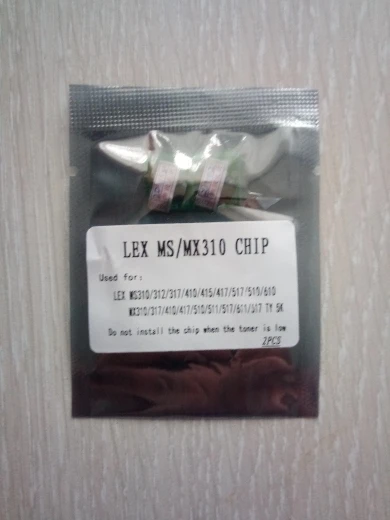 LEX MS/MX310 CHIP
Used for:
LEX MS310/312/317/410/415/417/517/510/610
MX310/317/410/417/510/511/517/611/617 TY 5K
Do not install the chip when the toner is low
2PCS